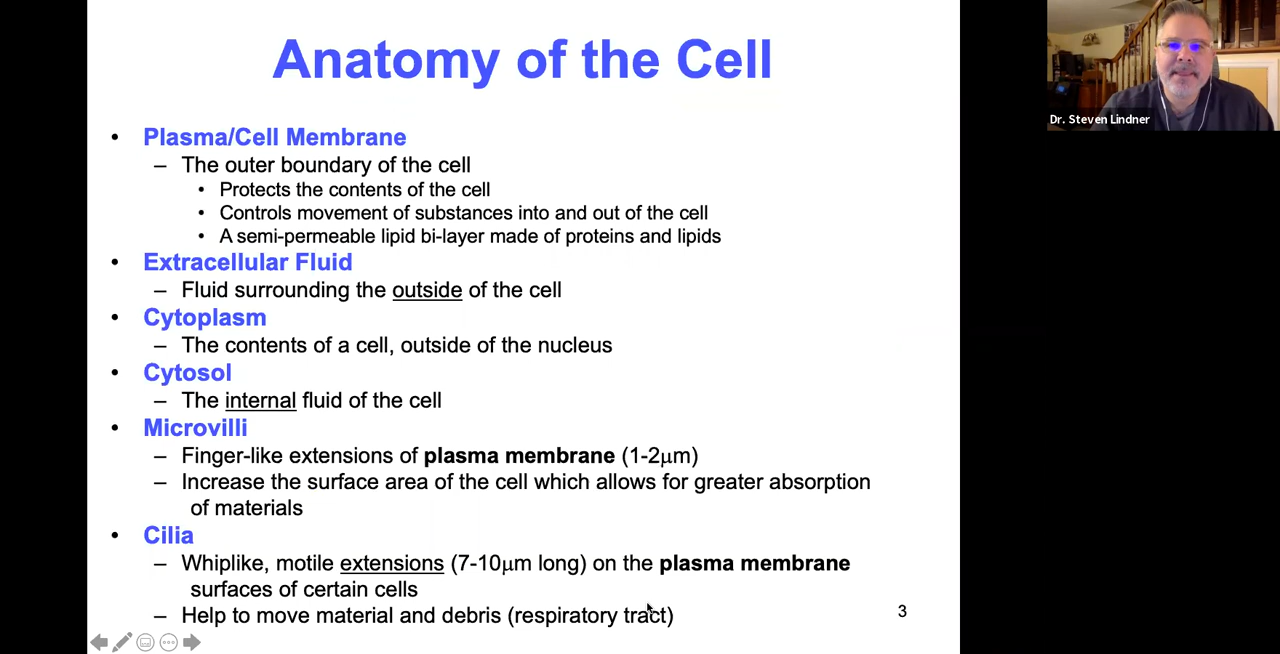 Anatomy of the Cell
• Plasma/Cell Membrane
– The outer boundary of the cell
• Protects the contents of the cell
• Controls movement of substances into and out of the cell
• A semi-permeable lipid bi-layer made of proteins and lipids
• Extracellular Fluid
– Fluid surrounding the outside of the cell
• Cytoplasm
– The contents of a cell, outside of the nucleus
• Cytosol
– The internal fluid of the cell
• Microvilli
– Finger-like extensions of plasma membrane (1-2μm)
– Increase the surface area of the cell which allows for greater absorption
of materials
• Cilia
– Whiplike, motile extensions (7-10μm long) on the plasma membrane
surfaces of certain cells
– Help to move material and debris (respiratory tract)
3
Dr. Steven Lindner